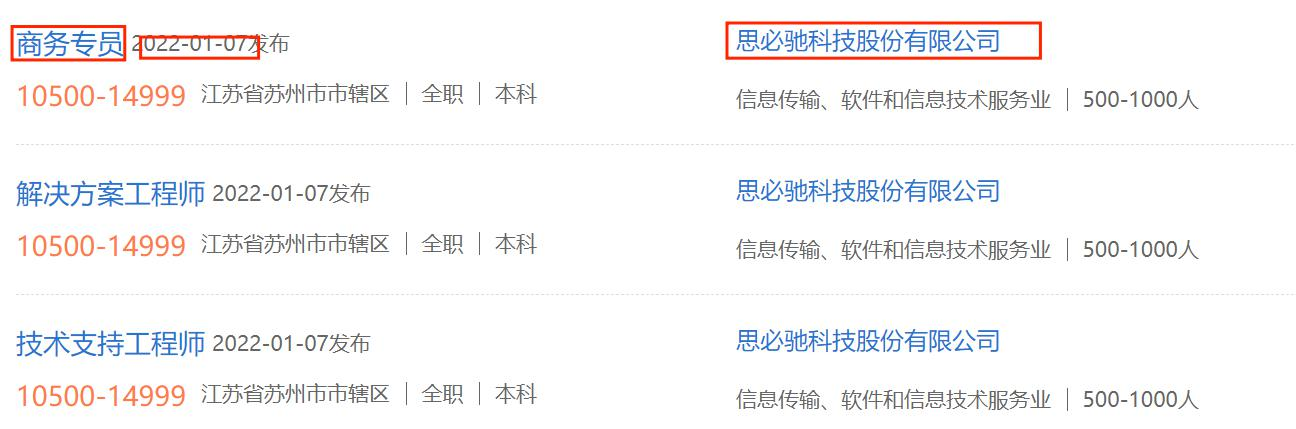 商务专员 2022-01-07发布 思必驰科技股份有限公司
10500-14999 江苏省苏州市市辖区 | 全职 | 本科 信息传输、软件和信息技术服务业 | 500-1000人
解决方案工程师 2022-01-07发布 思必驰科技股份有限公司
10500-14999 江苏省苏州市市辖区 | 全职 | 本科 信息传输、软件和信息技术服务业 | 500-1000人
技术支持工程师 2022-01-07发布 思必驰科技股份有限公司
10500-14999 江苏省苏州市市辖区 | 全职 | 本科 信息传输、软件和信息技术服务业 | 500-1000人